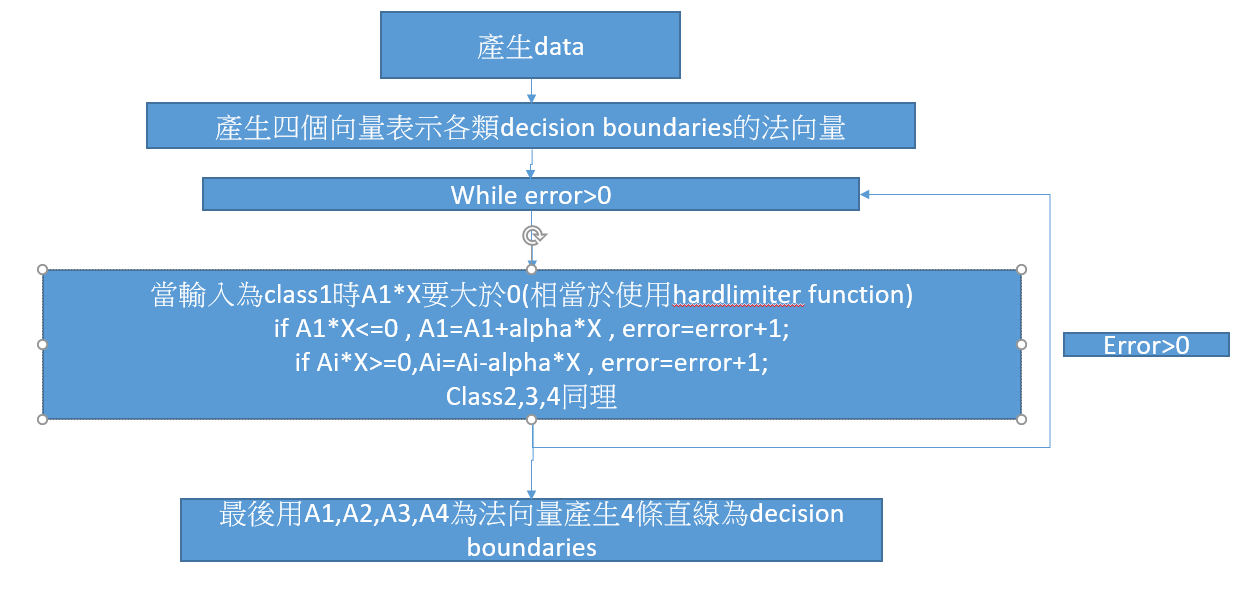 產生data
產生四個向量表示各類decision boundaries的法向量
While error>0
當輸入為class1時A1*X要大於0(相當於使用hardlimiter function)
if A1*X<=0 , A1=A1+alpha*X , error=error+1;
if Ai*X>=0,Ai=Ai-alpha*X , error=error+1;
Class2,3,4同理
Error>0
最後用A1,A2,A3,A4為法向量產生4條直線為decision
boundaries